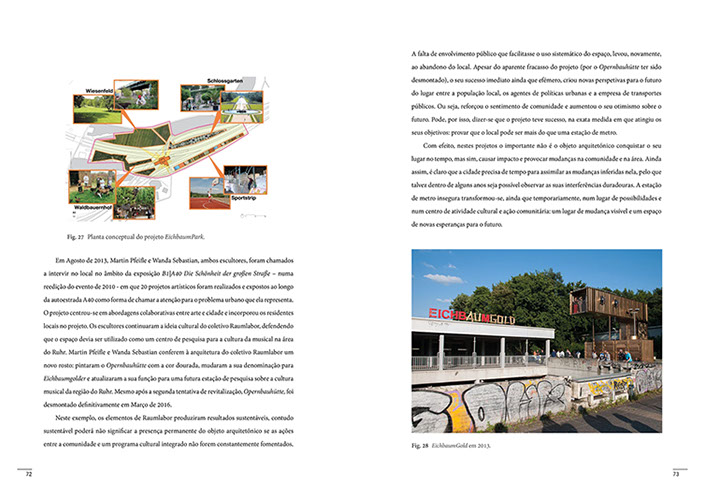 Schlossgarten
Wiesenfeld
Waldbauernhof
Sportstrip
Fig. 27 Planta conceptual do projeto EichbaumPark.
Em Agosto de 2013, Martin Pfeifle e Wanda Sebastian, ambos escultores, foram chamados
a intervir no local no âmbito da exposição B1|A40 Die Schönheit der großen Straße – numa
reedição do evento de 2010 - em que 20 projetos artísticos foram realizados e expostos ao longo
da autoestrada A40 como forma de chamar a atenção para o problema urbano que ela representa.
O projeto centrou-se em abordagens colaborativas entre arte e cidade e incorporou os residentes
locais no projeto. Os escultores continuaram a ideia cultural do coletivo Raumlabor, defendendo
que o espaço devia ser utilizado como um centro de pesquisa para a cultura da musical na área
do Ruhr. Martin Pfeifle e Wanda Sebastian conferem à arquitetura do coletivo Raumlabor um
novo rosto: pintaram o Opernbauhütte com a cor dourada, mudaram a sua denominação para
Eichbaumgolder e atualizaram a sua função para uma futura estação de pesquisa sobre a cultura
musical da região do Ruhr. Mesmo após a segunda tentativa de revitalização, Opernbauhütte, foi
desmontado definitivamente em Março de 2016.
Neste exemplo, os elementos de Raumlabor produziram resultados sustentáveis, contudo
sustentável poderá não significar a presença permanente do objeto arquitetónico se as ações
entre a comunidade e um programa cultural integrado não forem constantemente fomentados.
72
A falta de envolvimento público que facilitasse o uso sistemático do espaço, levou, novamente,
ao abandono do local. Apesar do aparente fracasso do projeto (por o Opernbauhütte ter sido
desmontado), o seu sucesso imediato ainda que efémero, criou novas perspetivas para o futuro
do lugar entre a população local, os agentes de políticas urbanas e a empresa de transportes
públicos. Ou seja, reforçou o sentimento de comunidade e aumentou o seu otimismo sobre o
futuro. Pode, por isso, dizer-se que o projeto teve sucesso, na exata medida em que atingiu os
seus objetivos: provar que o local pode ser mais do que uma estação de metro.
Com efeito, nestes projetos o importante não é o objeto arquitetónico conquistar o seu
lugar no tempo, mas sim, causar impacto e provocar mudanças na comunidade e na área. Ainda
assim, é claro que a cidade precisa de tempo para assimilar as mudanças inferidas nela, pelo que
talvez dentro de alguns anos seja possível observar as suas interferências duradouras. A estação
de metro insegura transformou-se, ainda que temporariamente, num lugar de possibilidades e
num centro de atividade cultural e ação comunitária: um lugar de mudança visível e um espaço
de novas esperanças para o futuro.
EICHBAUMGOLD
Fig. 28 EichbaumGold em 2013.
73